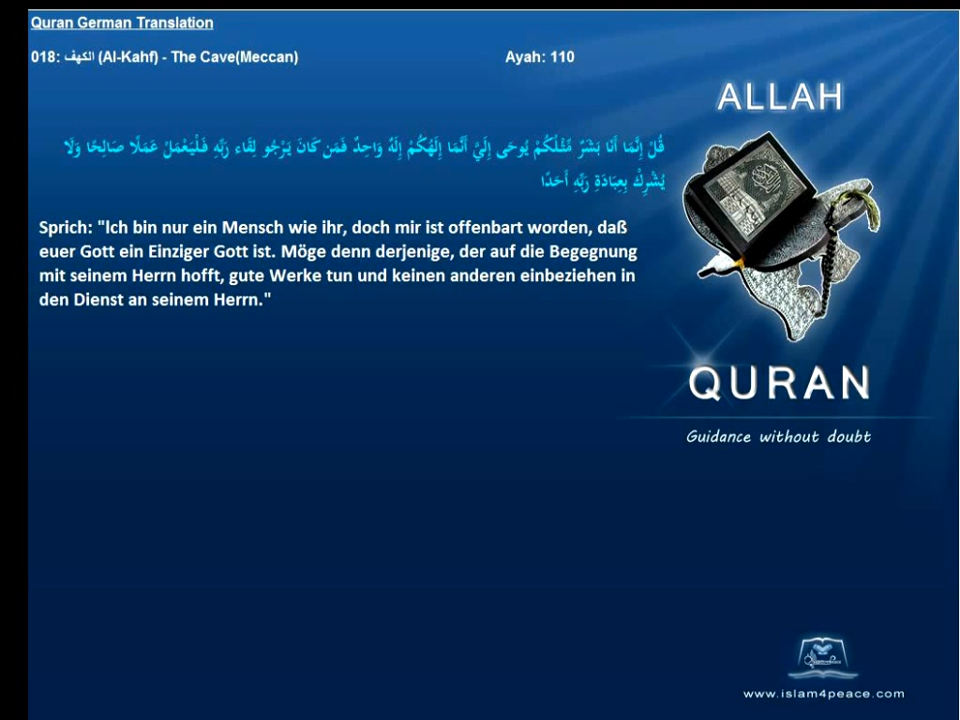 Quran German Translation
018: الكهف (Al-Kahf) - The Cave(Meccan) Ayah: 110
ALLAH
قُلْ إِنَّمَا أَنَا بَشَرٌ مِّثْلُكُمْ يُوحَى إِلَيَّ أَنَّمَا إِلَهُكُمْ إِلَهٌ وَاحِدٌ فَمَن كَانَ يَرْجُو لِقَاء رَبِّهِ فَلْيَعْمَلْ عَمَلًا صَالِحًا وَلَا
يُشْرِكْ بِعِبَادَةِ رَبِّهِ أَحَدًا
Sprich: "Ich bin nur ein Mensch wie ihr, doch mir ist offenbart worden, daß
euer Gott ein Einziger Gott ist. Möge denn derjenige, der auf die Begegnung
mit seinem Herrn hofft, gute Werke tun und keinen anderen einbeziehen in
den Dienst an seinem Herrn."
QURAN
Guidance without doubt
www.islam4peace.com